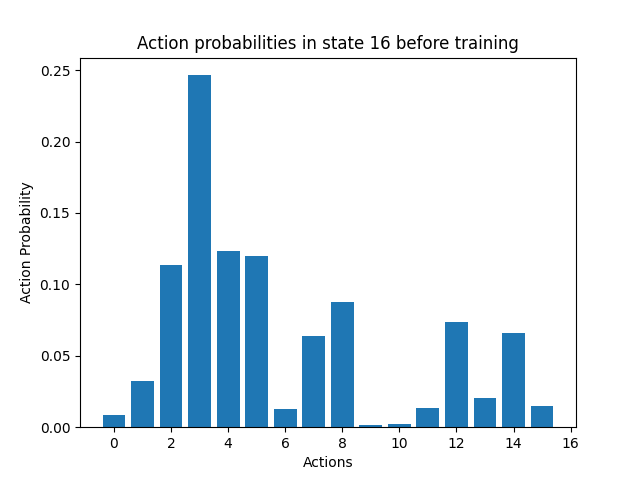 Action probabilities in state 16 before training
0.25
0.20
0.15
0.10
0.05
0.00
Action Probability
0 2 4 6 8 10 12 14 16
Actions